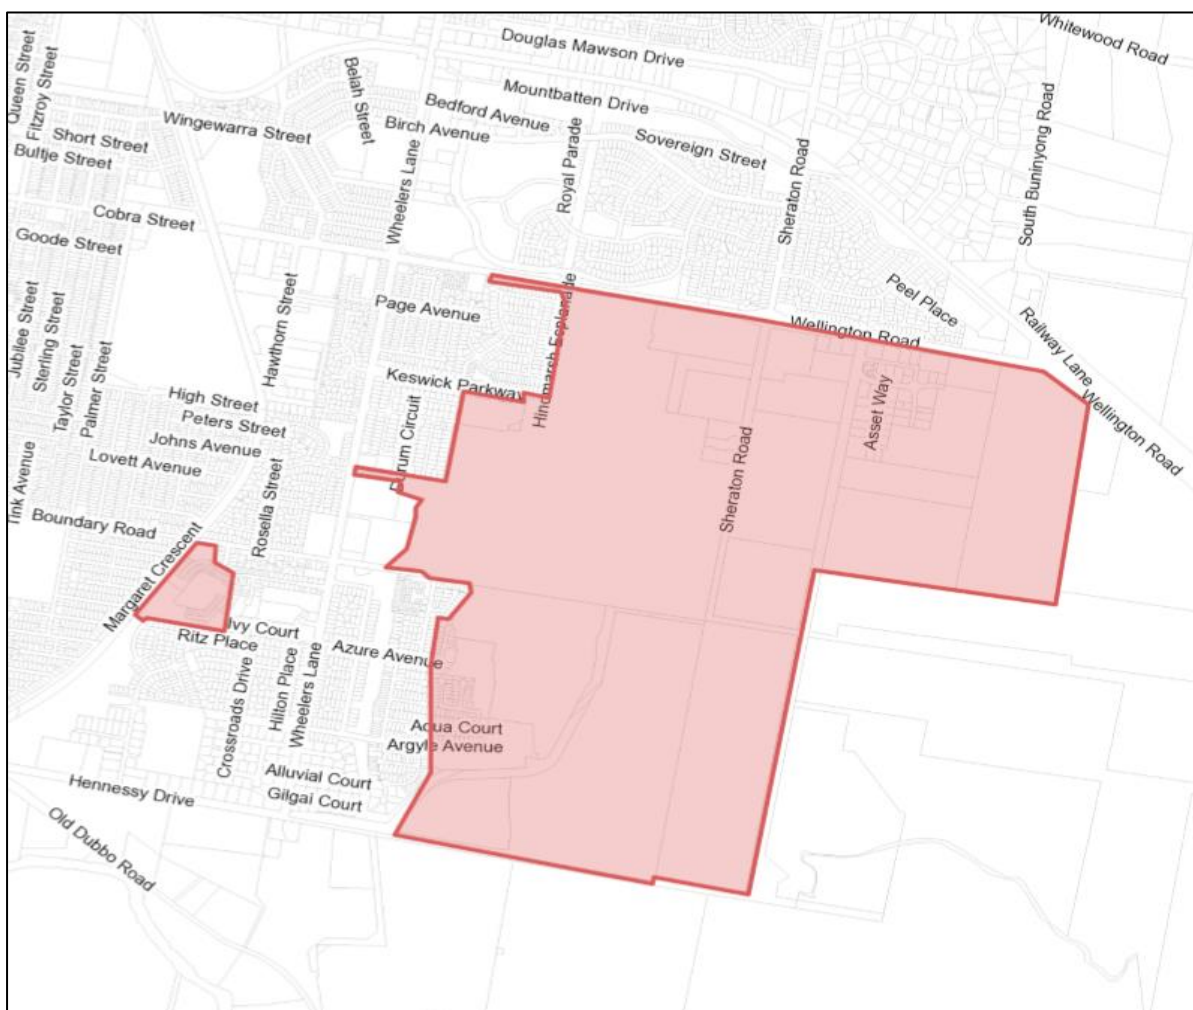 Whitewood Road
Douglas Mawson Drive
Queen Street
Fitzroy Street
Belah Street
Mountbatten Drive
Bedford Avenue
South Buninyong Road
Wingewarra Street
Birch Avenue
Short Street
Sovereign Street
Bultje Street
Royal Parade
Sheraton Road
Wheelers Lane
Cobra Street
Goode Street
Peel Place
Page Avenue
Hawthorn Street
Jubilee Street
Sterling Street
Hindmarsh Esplanade
Wellington Road
Railway Lane
Taylor Street
Palmer Street
Keswick Parkway
High Street
Asset Way
Wellington Road
Peters Street
Johns Avenue
Circuit
Lovett Avenue
Sheraton Road
Tink Avenue
Rosella Street
Boundary Road
Margaret Crescent
Ivy Court
Ritz Place
Azure Avenue
Crossroads Drive
Hilton Place
Wheelers Lane
Aqua Court
Argyle Avenue
Alluvial Court
Hennessy Drive
Gilgai Court
Old Dubbo Road